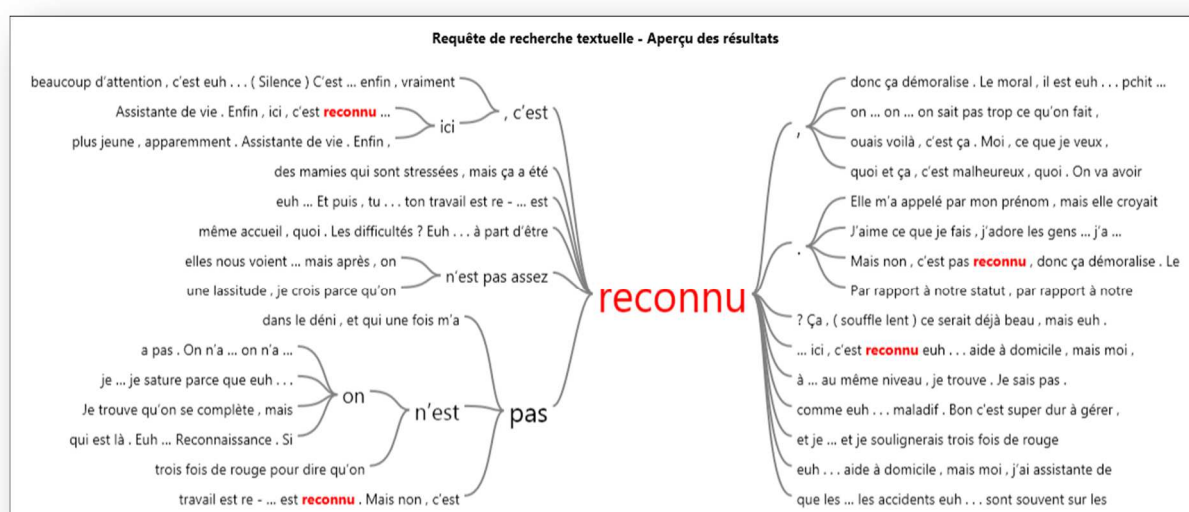 Requête de recherche textuelle - Aperçu des résultats
beaucoup d'attention , c'est euh . . . ( Silence ) C'est ... enfin , vraiment
Assistante de vie . Enfin , ici , c'est reconnu ...
plus jeune , apparemment . Assistante de vie . Enfin ,
ici
, c'est
des mamies qui sont stressées , mais ça a été
euh ... Et puis , tu . . . ton travail est re - ... est
même accueil , quoi . Les difficultés ? Euh . . . à part d'être
elles nous voient ... mais après , on
une lassitude , je crois parce qu'on
n'est pas assez
dans le déni , et qui une fois m'a
a pas . On n'a ... on n'a ...
je ... je sature parce que euh . . .
Je trouve qu'on se complète , mais
qui est là . Euh ... Reconnaissance . Si
on
trois fois de rouge pour dire qu'on
n'est
travail est re - ... est reconnu . Mais non , c'est
pas
reconnu
,
donc ça démoralise . Le moral , il est euh . . . pchit ...
on ... on ... on sait pas trop ce qu'on fait ,
ouais voilà , c'est ça . Moi , ce que je veux ,
quoi et ça , c'est malheureux , quoi . On va avoir
.
Elle m'a appelé par mon prénom , mais elle croyait
J'aime ce que je fais , j'adore les gens ... j'a ...
Mais non , c'est pas reconnu , donc ça démoralise . Le
Par rapport à notre statut , par rapport à notre
? Ça , ( souffle lent ) ce serait déjà beau , mais euh .
... ici , c'est reconnu euh . . . aide à domicile , mais moi ,
à ... au même niveau , je trouve . Je sais pas .
comme euh . . . maladif . Bon c'est super dur à gérer ,
et je ... et je soulignerais trois fois de rouge
euh . . . aide à domicile , mais moi , j'ai assistante de
que les ... les accidents euh . . . sont souvent sur les